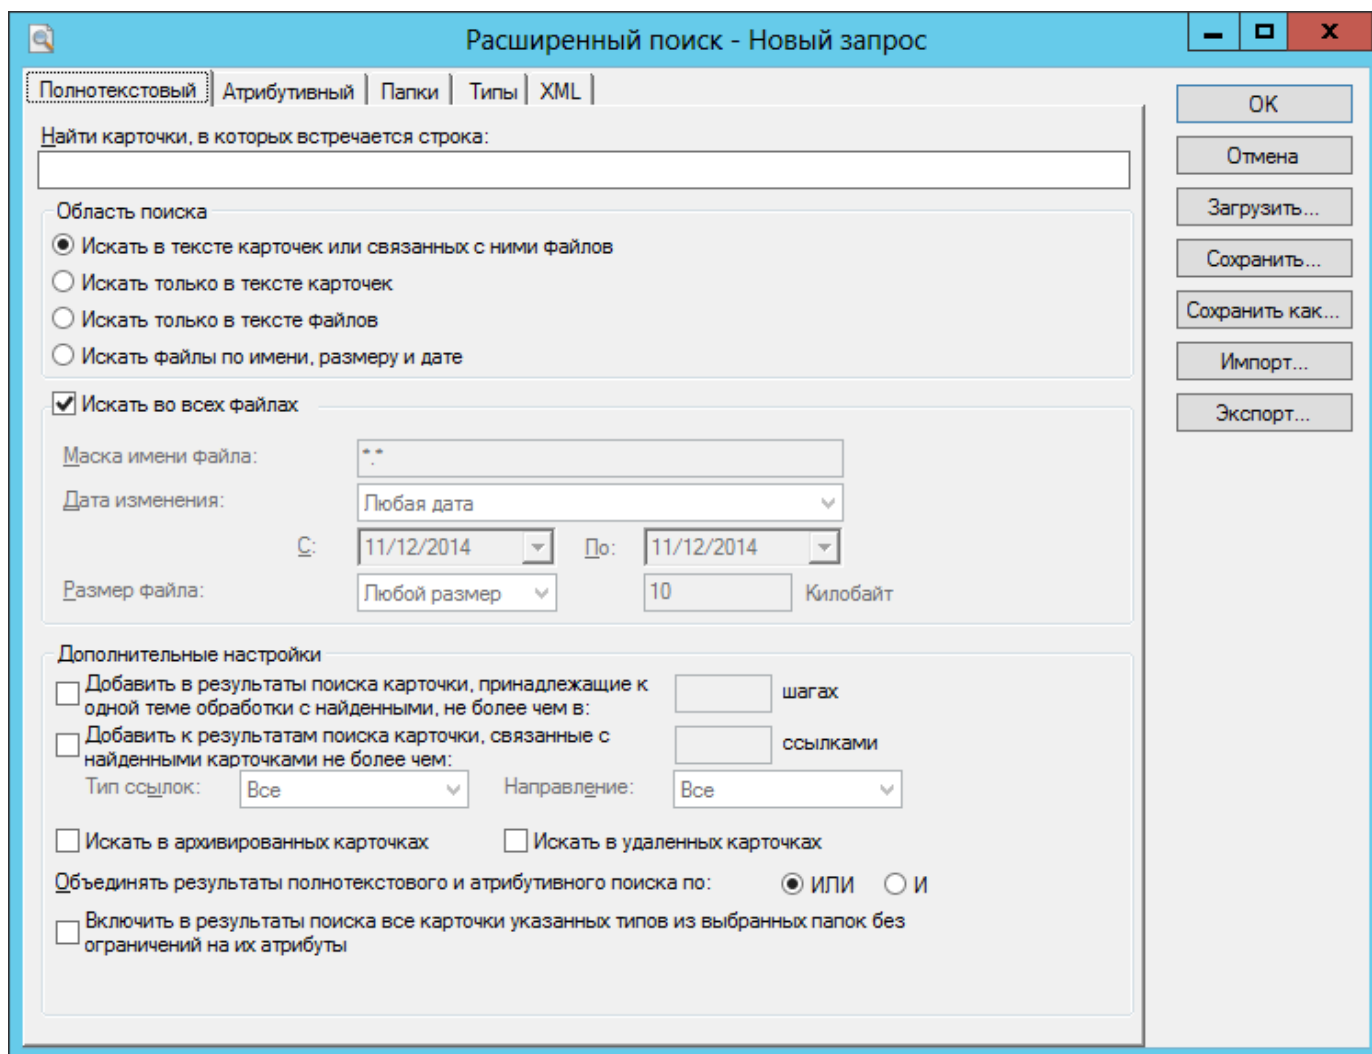 Расширенный поиск - Новый запрос
Полнотекстовый Атрибутивный Папки Типы XML
Найти карточки, в которых встречается строка:
Область поиска
Искать в тексте карточек или связанных с ними файлов
Искать только в тексте карточек
Искать только в тексте файлов
Искать файлы по имени, размеру и дате
Искать во всех файлах
Маска имени файла: *.*
Дата изменения: Любая дата
С: 11/12/2014 По: 11/12/2014
Размер файла: Любой размер 10 Килобайт
Дополнительные настройки
Добавить в результаты поиска карточки, принадлежащие к
одной теме обработки с найденными, не более чем в: шагах
Добавить к результатам поиска карточки, связанные с
найденными карточками не более чем: ссылками
Тип ссылок: Все Направление: Все
Искать в архивированных карточках Искать в удаленных карточках
Объединять результаты полнотекстового и атрибутивного поиска по: ИЛИ И
Включить в результаты поиска все карточки указанных типов из выбранных папок без
ограничений на их атрибуты
OK
Отмена
Загрузить...
Сохранить...
Сохранить как...
Импорт...
Экспорт...